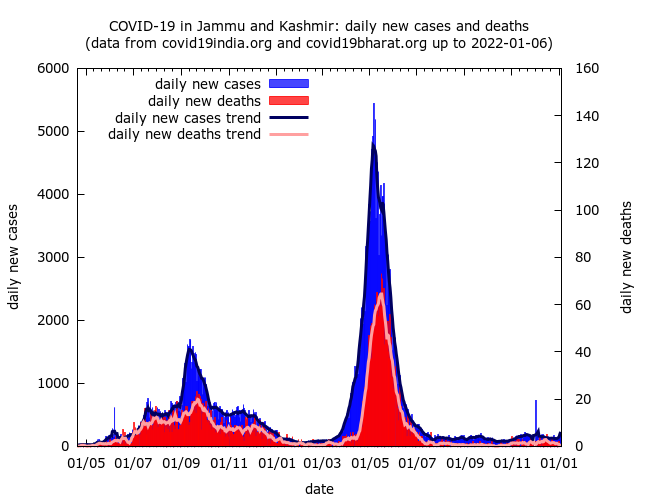 COVID-19 in Jammu and Kashmir: daily new cases and deaths
(data from covid19india.org and covid19bharat.org up to 2022-01-06)
daily new cases
daily new deaths
daily new cases trend
daily new deaths trend
6000
5000
4000
3000
2000
1000
0
160
140
120
100
80
60
40
20
0
daily new cases
daily new deaths
01/05 01/07 01/09 01/11 01/01 01/03 01/05 01/07 01/09 01/11 01/01
date